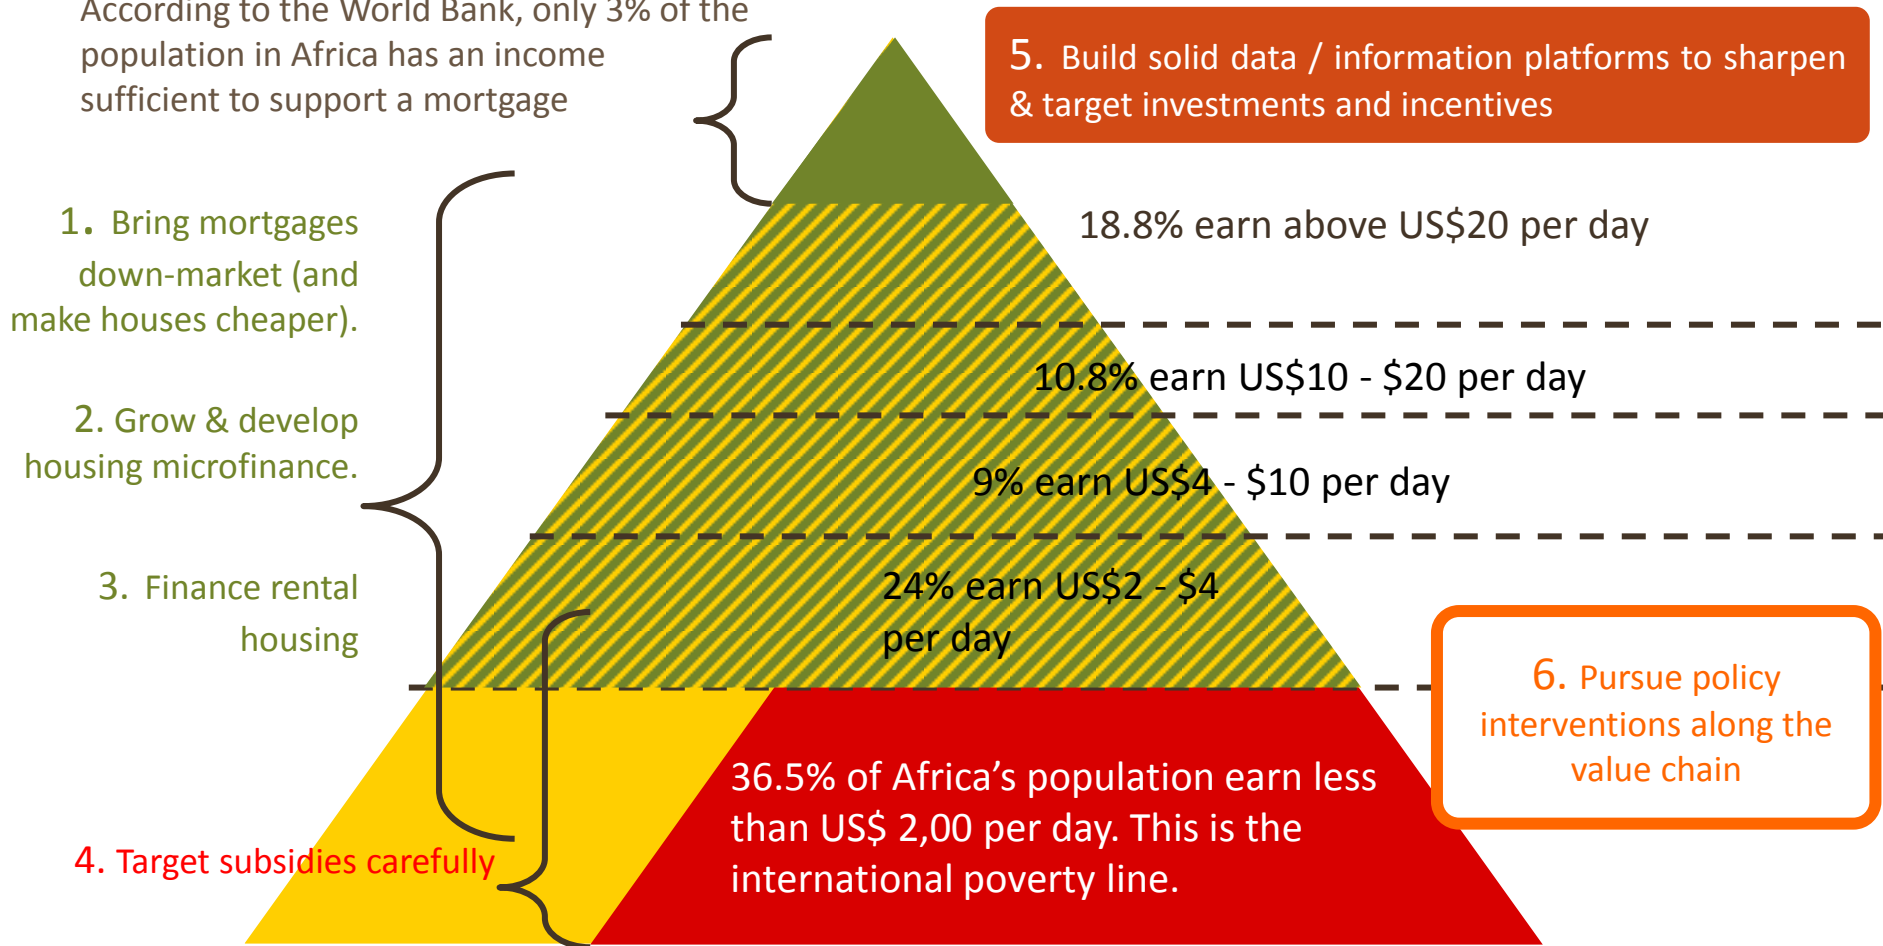 According to the World Bank, only 3% of the
population in Africa has an income
sufficient to support a mortgage
5. Build solid data / information platforms to sharpen
& target investments and incentives
1. Bring mortgages
down-market (and
make houses cheaper).
18.8% earn above US$20 per day
10.8% earn US$10 - $20 per day
2. Grow & develop
housing microfinance.
9% earn US$4 - $10 per day
3. Finance rental
housing
24% earn US$2 - $4
per day
6. Pursue policy
interventions along the
value chain
36.5% of Africa’s population earn less
than US$ 2,00 per day. This is the
international poverty line.
4. Target subsidies carefully